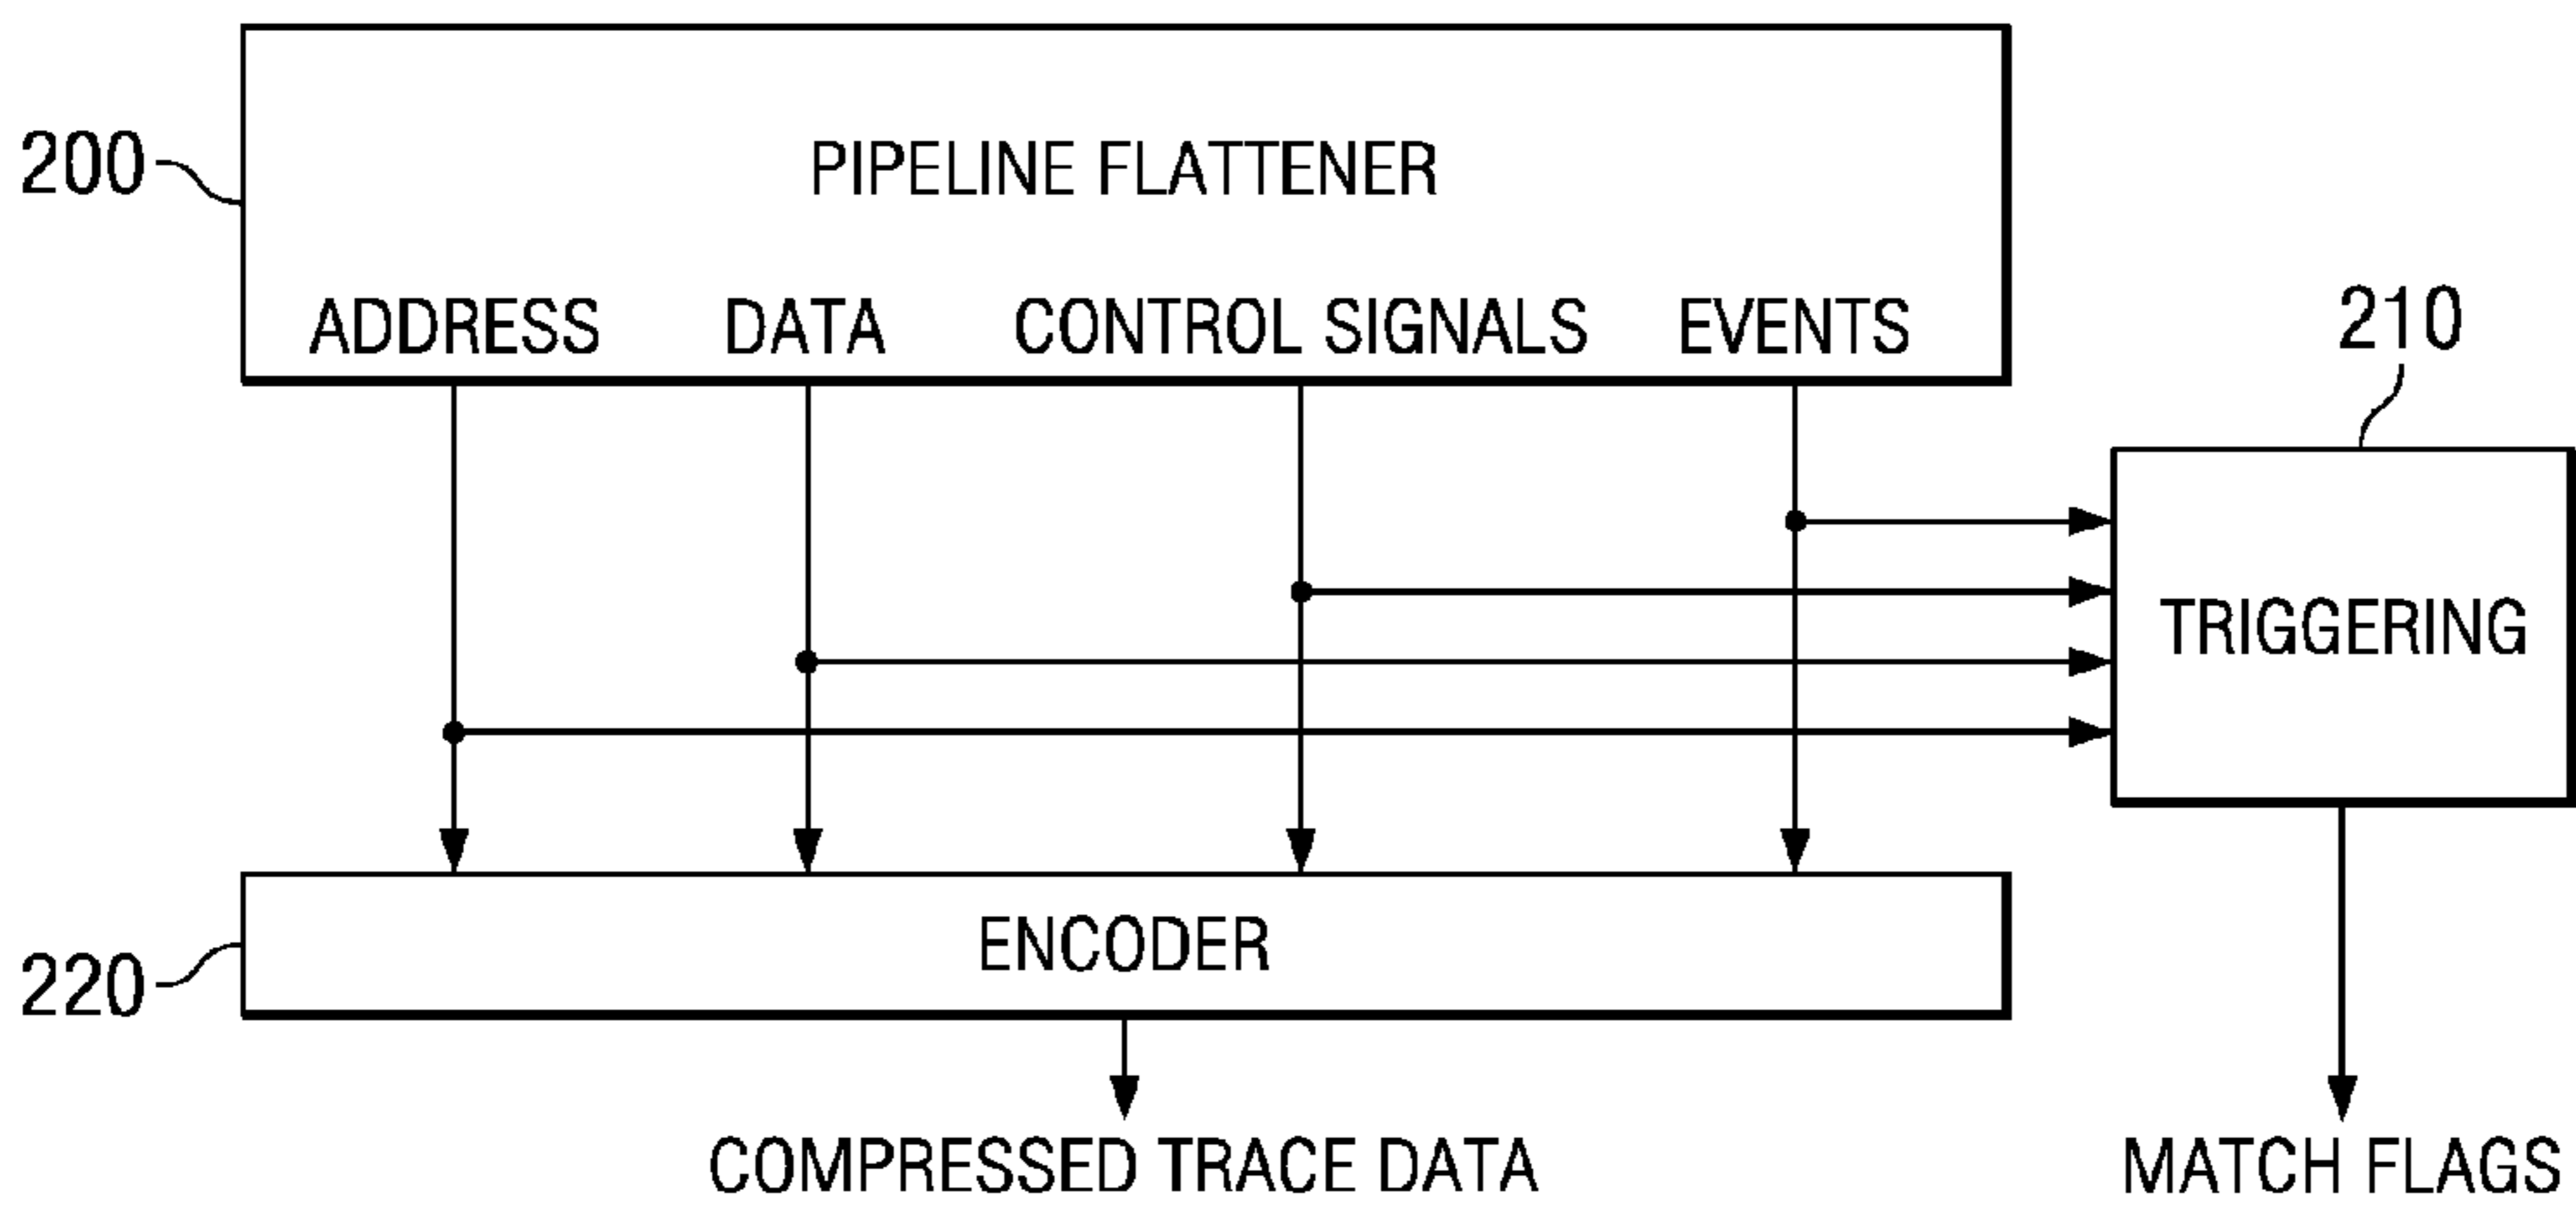 200
PIPELINE FLATTENER
ADDRESS DATA CONTROL SIGNALS EVENTS
210
TRIGGERING
220
ENCODER
COMPRESSED TRACE DATA
MATCH FLAGS